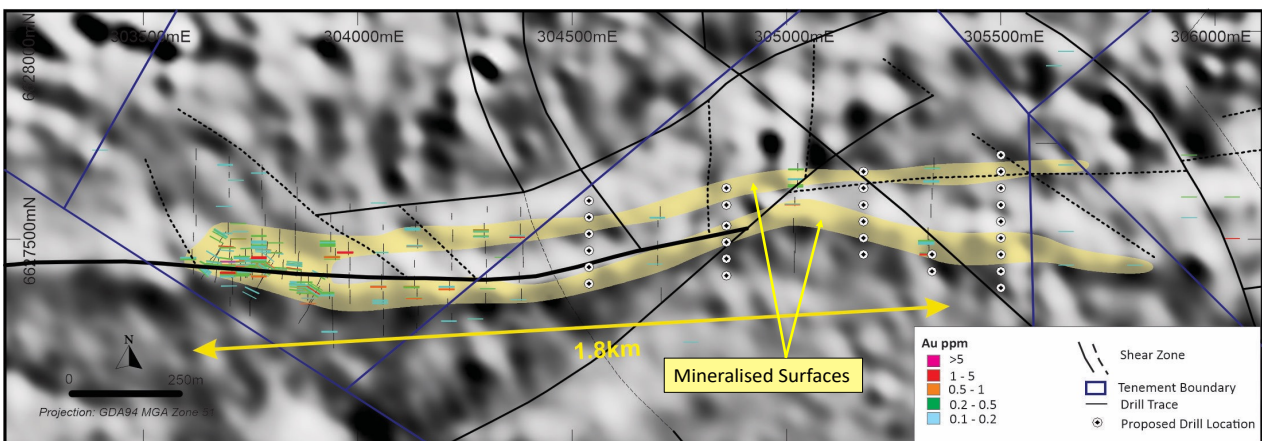 303500mE
304000mE
304500mE
305000mE
305500mE
306000mE
6628000mN
6627500mN
1.8km
Mineralised Surfaces
N
0
250m
Projection: GDA94 MGA Zone 51
Au ppm
>5
1 - 5
0.5 - 1
0.2 - 0.5
0.1 - 0.2
Shear Zone
Tenement Boundary
Drill Trace
Proposed Drill Location